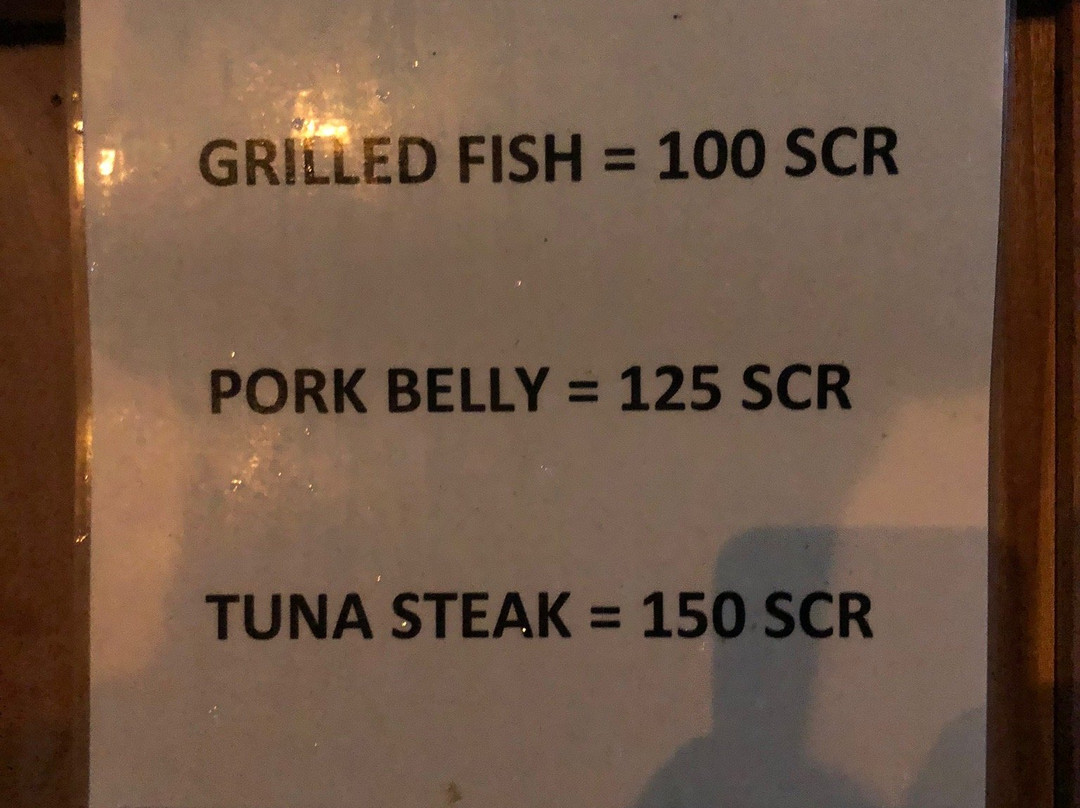 GRILLED FISH = 100 SCR
PORK BELLY = 125 SCR
TUNA STEAK = 150 SCR